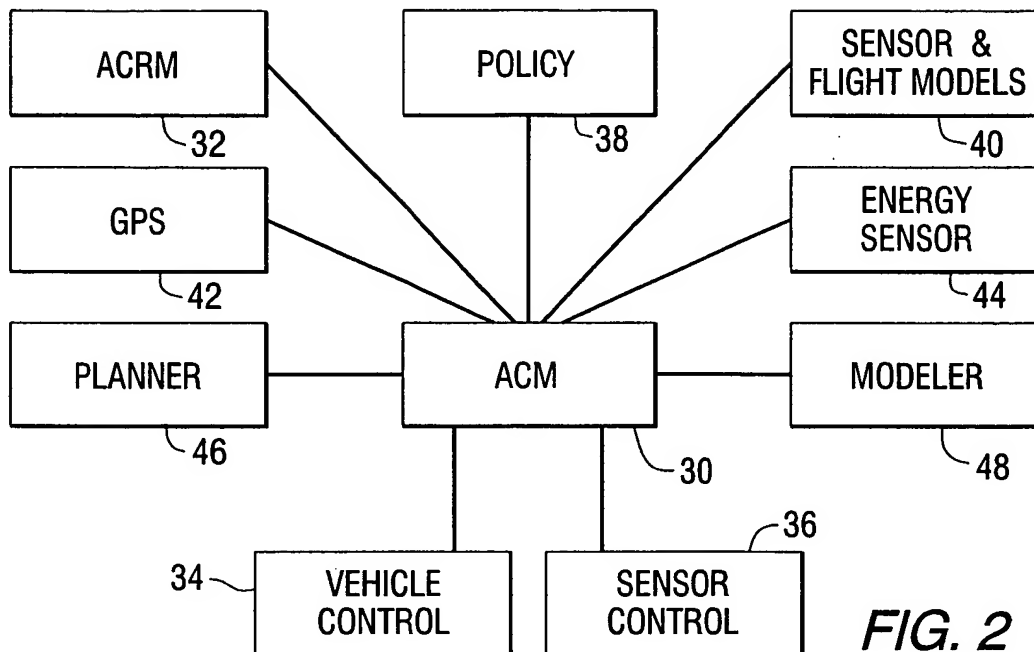 ACRM
32
POLICY
38
SENSOR &
FLIGHT MODELS
40
GPS
42
ENERGY
SENSOR
44
PLANNER
46
ACM
30
MODELER
48
34
VEHICLE
CONTROL
36
SENSOR
CONTROL
FIG. 2